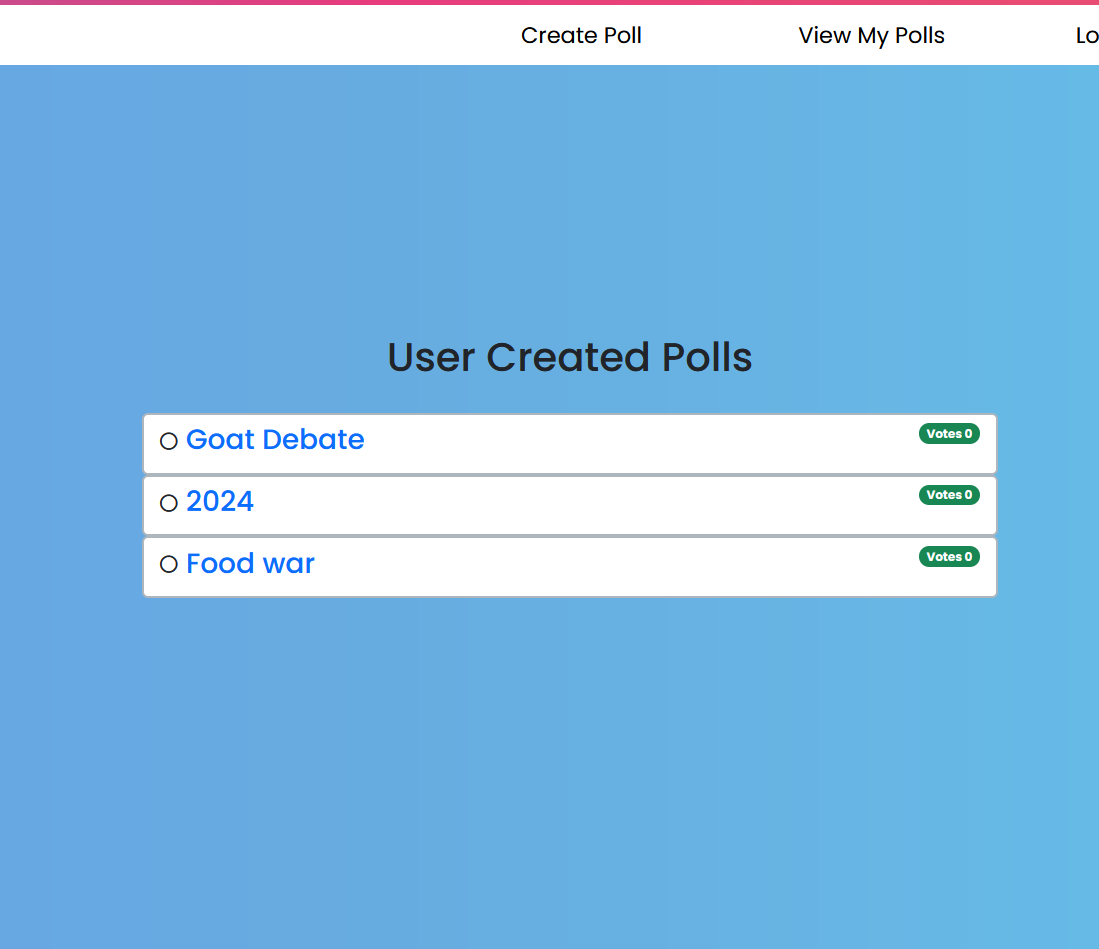 Create Poll View My Polls Lo
User Created Polls
Goat Debate Votes 0
2024 Votes 0
Food war Votes 0